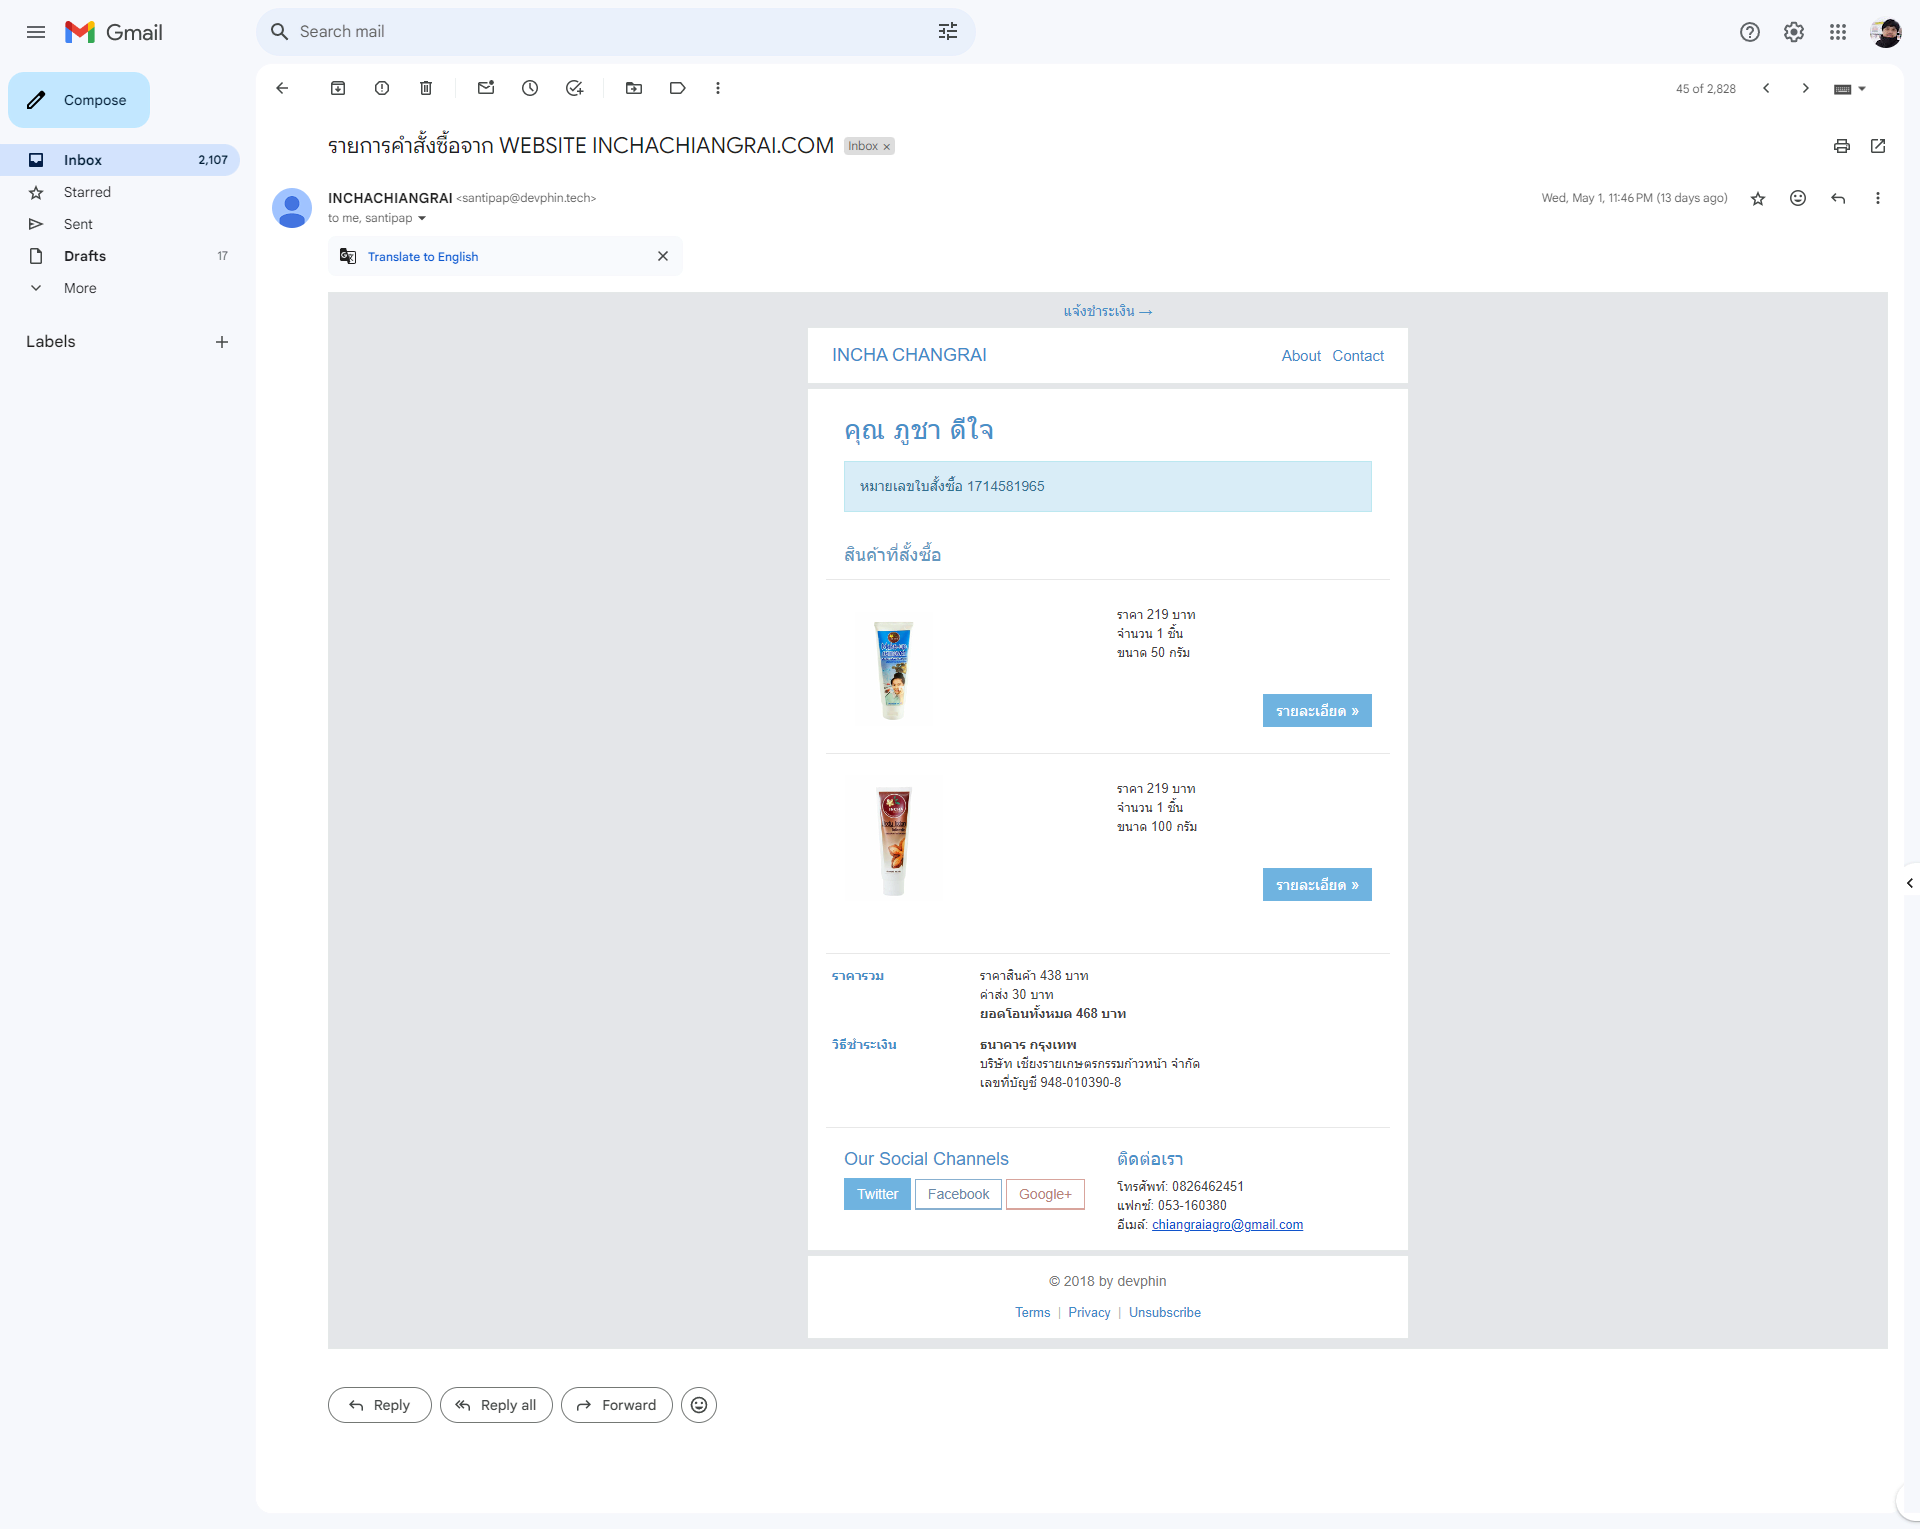 Gmail
Search mail
Compose
Inbox 2,107
Starred
Sent
Drafts 17
More
Labels
45 of 2,828
รายการคำสั่งซื้อจาก WEBSITE INCHACHIANGRAI.COM Inbox ×
INCHACHIANGRAI <santipap@devphin.tech>
Wed, May 1, 11:46 PM (13 days ago)
to me, santipap
Translate to English
แจ้งชำระเงิน →
INCHA CHANGRAI
About Contact
คุณ ภูชา ดีใจ
หมายเลขใบสั่งซื้อ 1714581965
สินค้าที่สั่งซื้อ
ราคา 219 บาท
จำนวน 1 ชิ้น
ขนาด 50 กรัม
รายละเอียด »
INCHA
ราคา 219 บาท
จำนวน 1 ชิ้น
ขนาด 100 กรัม
รายละเอียด »
ราคารวม
ราคาสินค้า 438 บาท
ค่าส่ง 30 บาท
ยอดโอนทั้งหมด 468 บาท
วิธีชำระเงิน
ธนาคาร กรุงเทพ
บริษัท เชียงรายเกษตรกรรมก้าวหน้า จำกัด
เลขที่บัญชี 948-010390-8
Our Social Channels
Twitter Facebook Google+
ติดต่อเรา
โทรศัพท์: 0826462451
แฟกซ์: 053-160380
อีเมล์: chiangraiagro@gmail.com
© 2018 by devphin
Terms | Privacy | Unsubscribe
Reply Reply all Forward